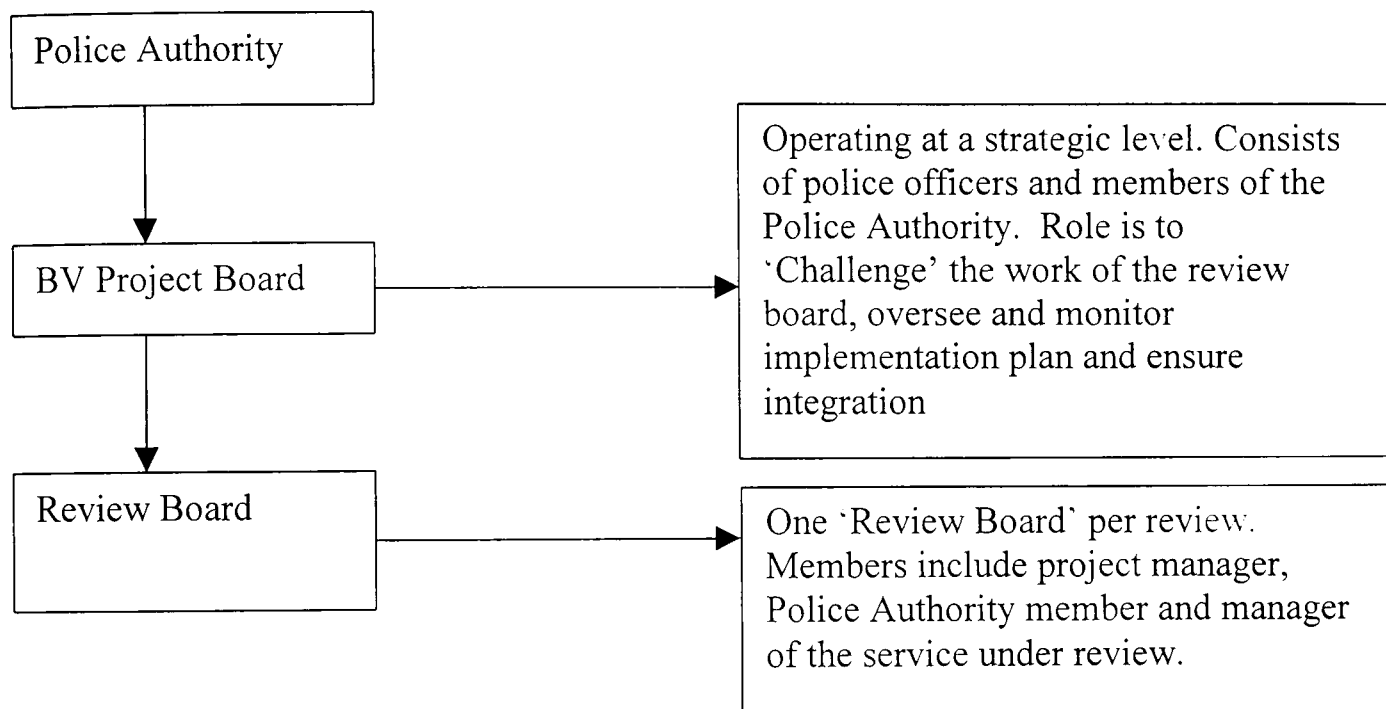 Police Authority
BV Project Board
Operating at a strategic level. Consists
of police officers and members of the
Police Authority.  Role is to
‘Challenge’ the work of the review
board, oversee and monitor
implementation plan and ensure
integration
Review Board
One ‘Review Board’ per review.
Members include project manager,
Police Authority member and manager
of the service under review.